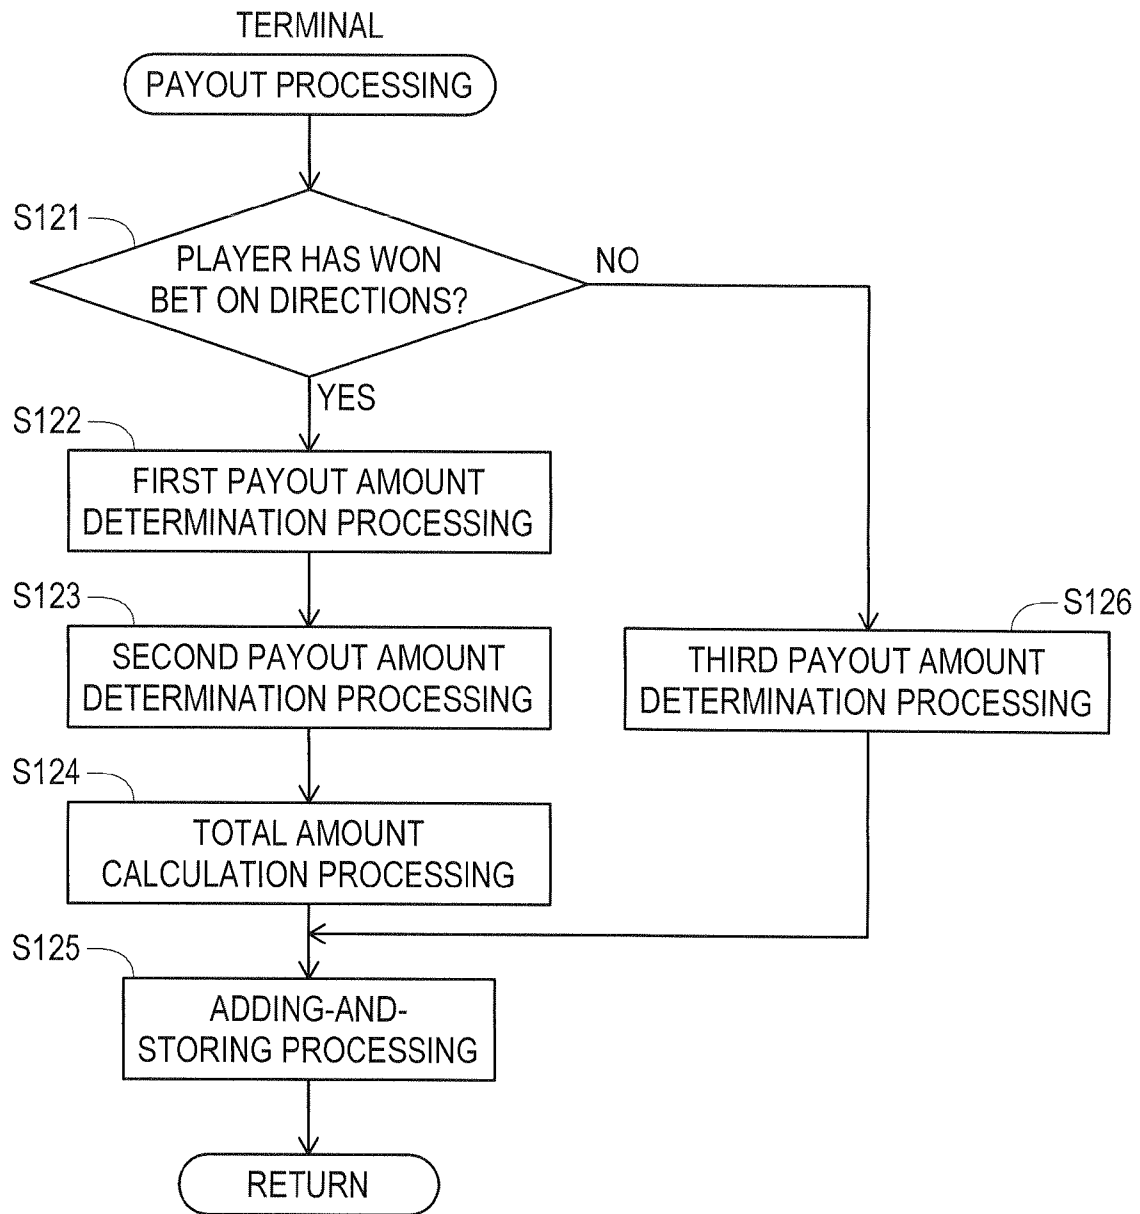 TERMINAL
PAYOUT PROCESSING
S121
PLAYER HAS WON
BET ON DIRECTIONS?
NO
YES
S122
FIRST PAYOUT AMOUNT
DETERMINATION PROCESSING
S123
SECOND PAYOUT AMOUNT
DETERMINATION PROCESSING
S126
THIRD PAYOUT AMOUNT
DETERMINATION PROCESSING
S124
TOTAL AMOUNT
CALCULATION PROCESSING
S125
ADDING-AND-
STORING PROCESSING
RETURN